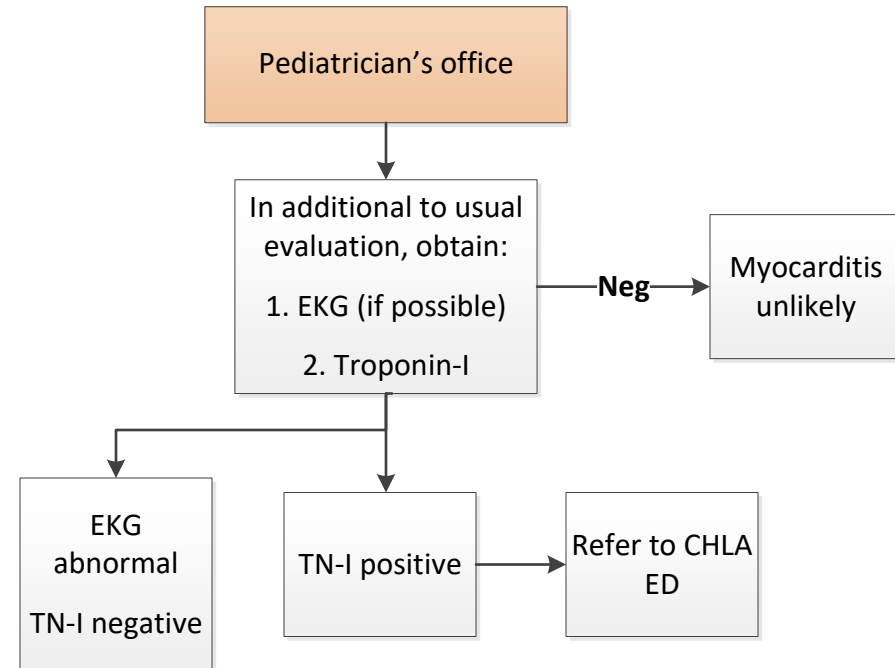 Pediatrician’s office
In additional to usual
evaluation, obtain:
1. EKG (if possible)
2. Troponin-I
Neg
Myocarditis
unlikely
EKG
abnormal
TN-I negative
TN-I positive
Refer to CHLA
ED